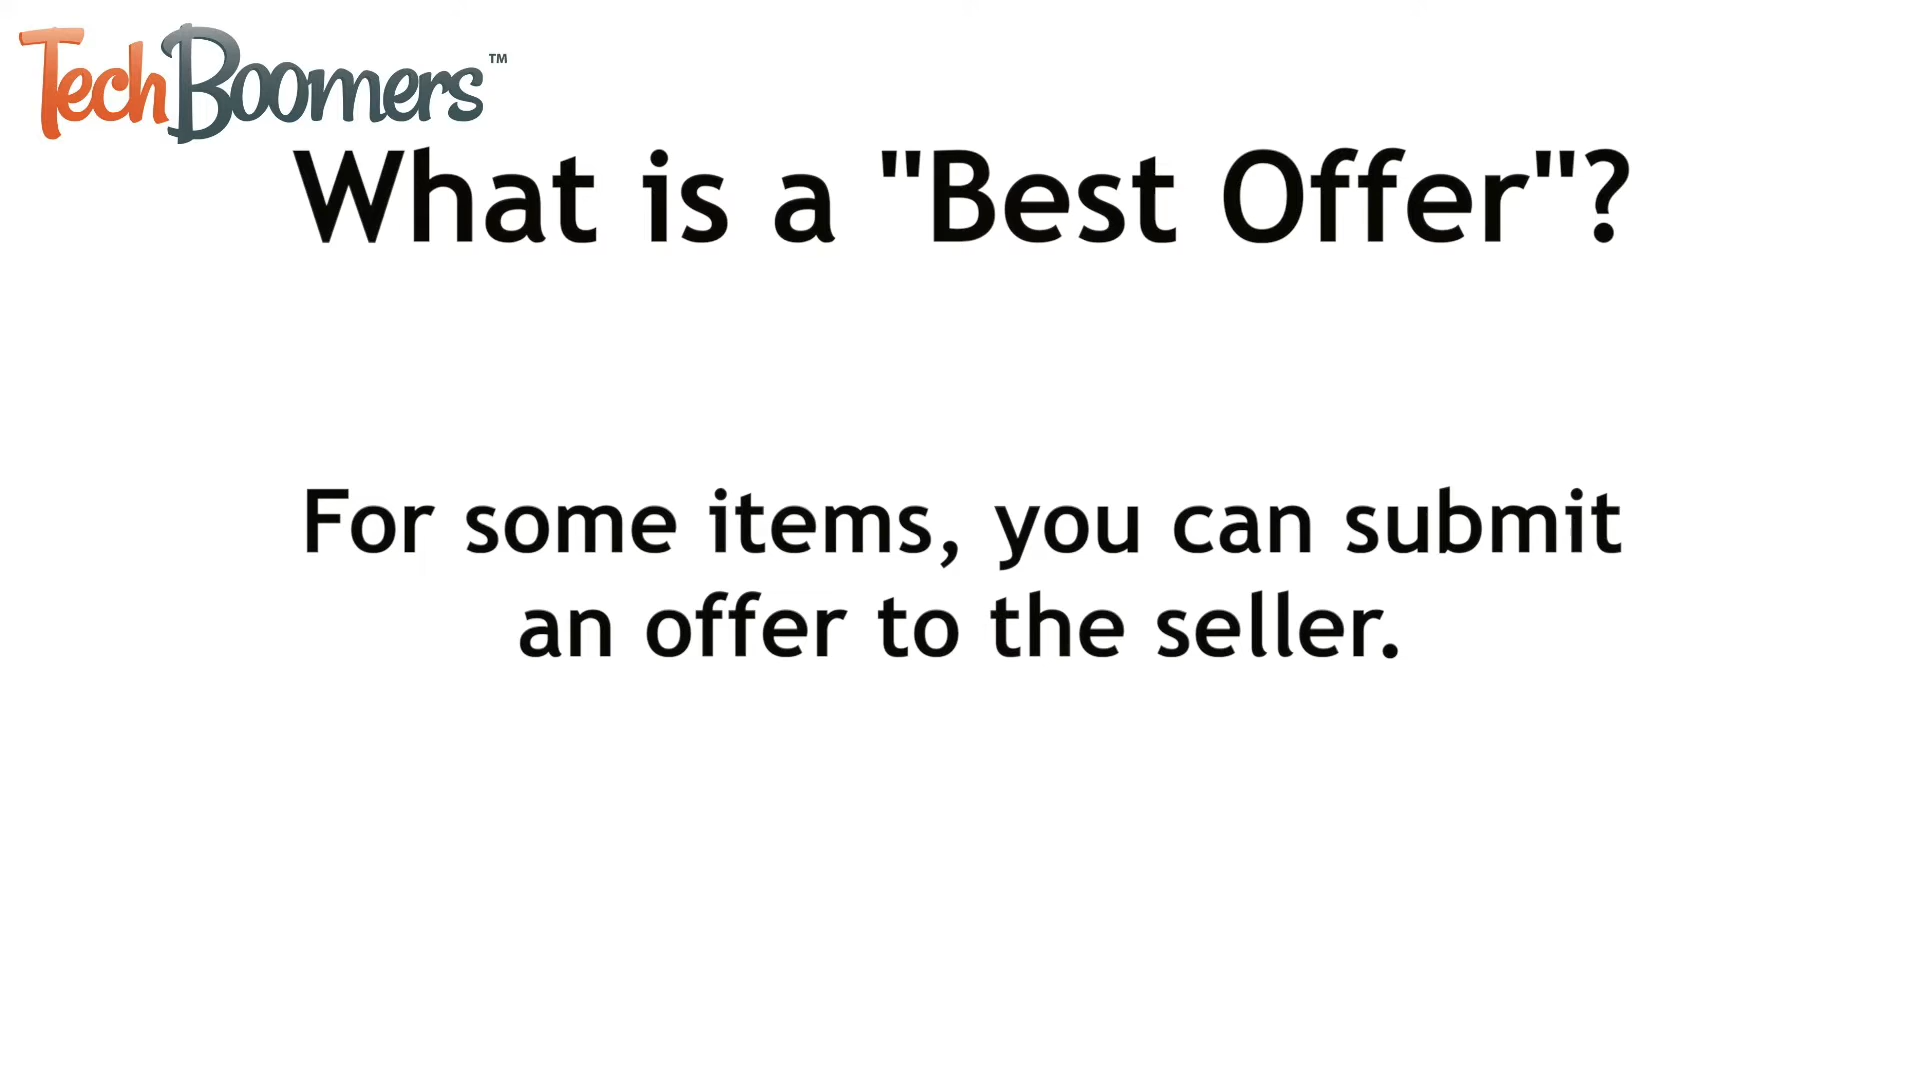 TechBoomers™
What is a "Best Offer"?
For some items, you can submit
an offer to the seller.